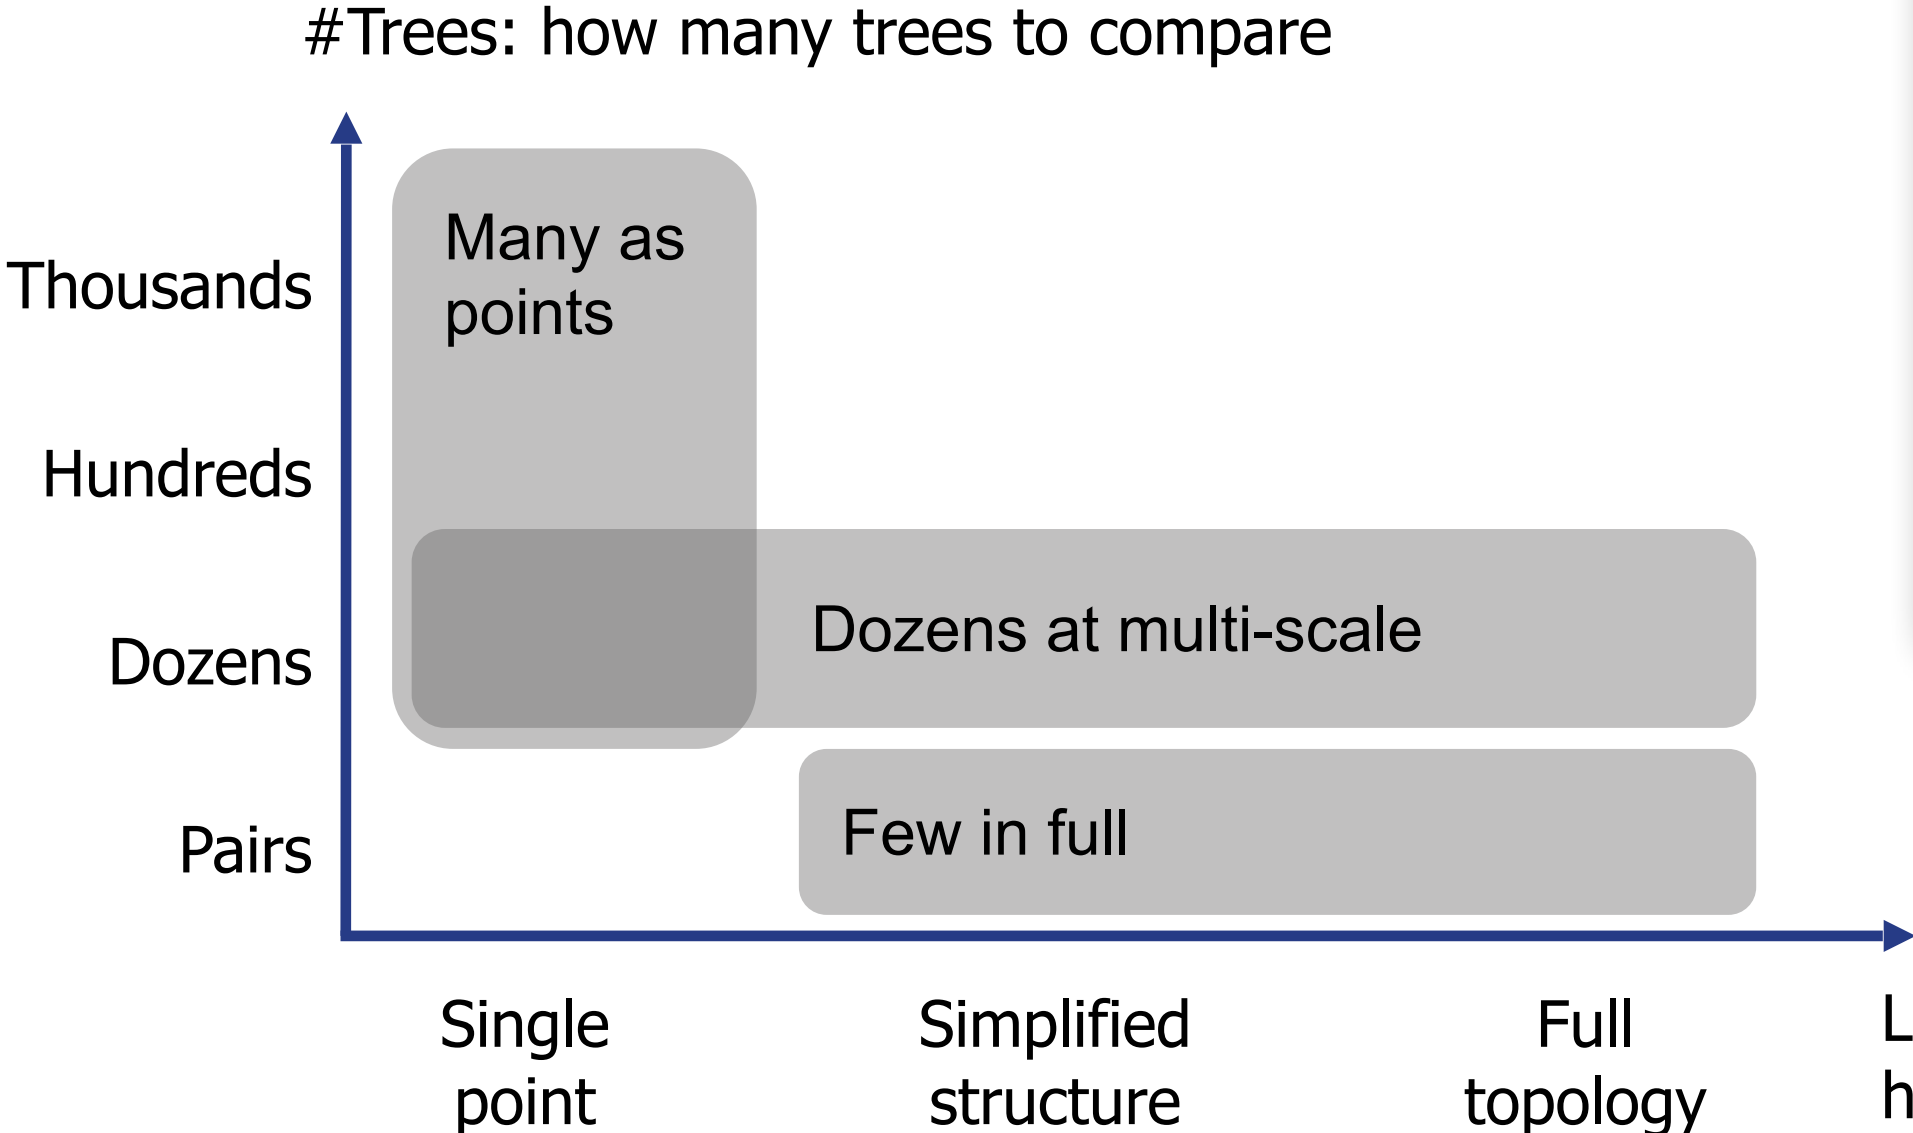 #Trees: how many trees to compare
Many as
points
Thousands
Hundreds
Dozens at multi-scale
Dozens
Few in full
Pairs
Single
point
Simplified
structure
Full
topology